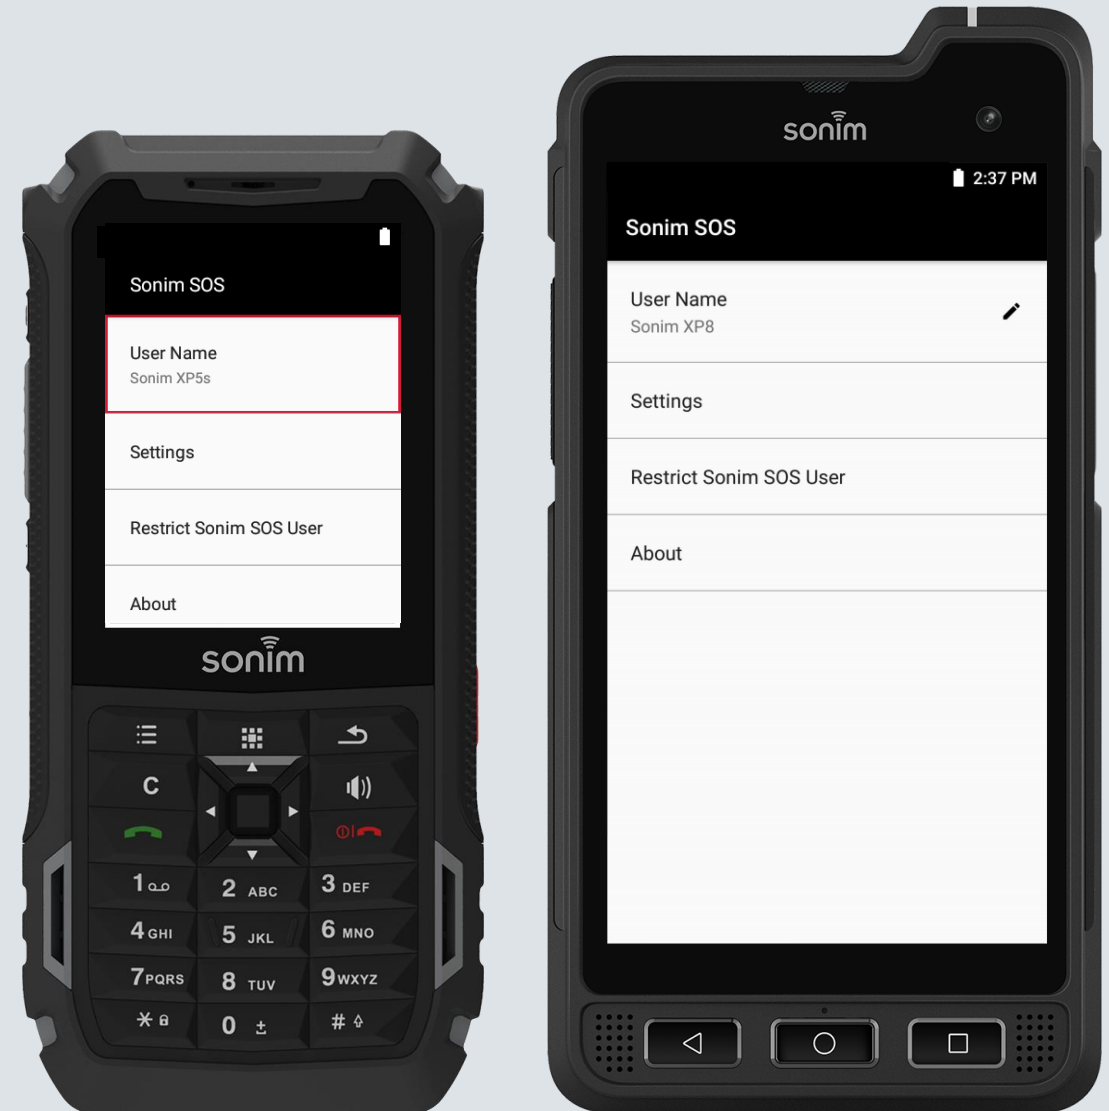 Sonim SOS
User Name
Sonim XP5s
Settings
Restrict Sonim SOS User
About
sonim
C
1
2 ABC
3 DEF
4 GHI
5 JKL
6 MNO
7 PQRS
8 TUV
9 WXYZ
*
0 ±
#
sonim
2:37 PM
Sonim SOS
User Name
Sonim XP8
Settings
Restrict Sonim SOS User
About